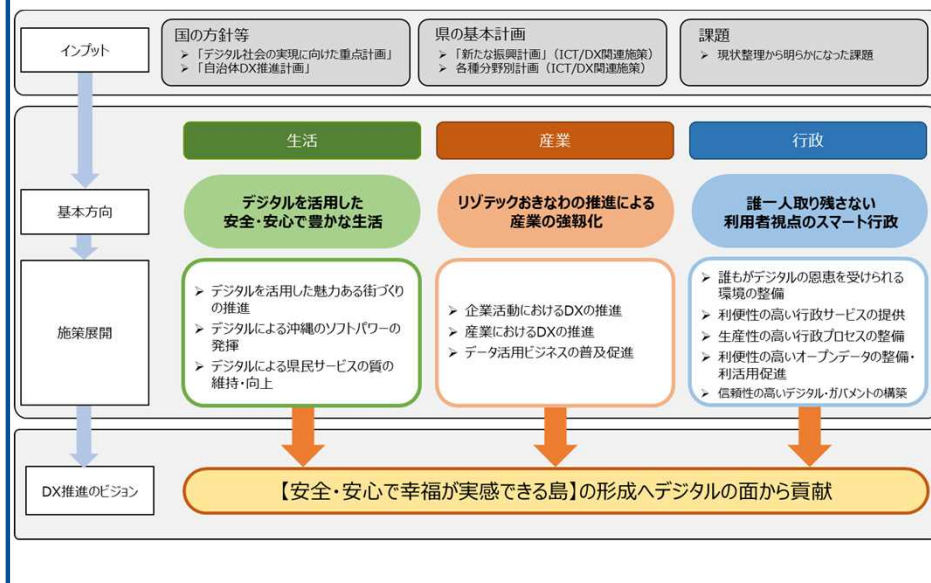 インプット
国の方針等
➢ 「デジタル社会の実現に向けた重点計画」
➢ 「自治体DX推進計画」
県の基本計画
➢ 「新たな振興計画」（ICT/DX関連施策）
➢ 各種分野別計画（ICT/DX関連施策）
課題
➢ 現状整理から明らかになった課題
生活
産業
行政
基本方向
デジタルを活用した
安全・安心で豊かな生活
リゾテックおきなわの推進による
産業の強靱化
誰一人取り残さない
利用者視点のスマート行政
施策展開
➢ デジタルを活用した魅力ある街づくり
の推進
➢ デジタルによる沖縄のソフトパワーの
発揮
➢ デジタルによる県民サービスの質の
維持・向上
➢ 企業活動におけるDXの推進
➢ 産業におけるDXの推進
➢ データ活用ビジネスの普及促進
➢ 誰もがデジタルの恩恵を受けられる
環境の整備
➢ 利便性の高い行政サービスの提供
➢ 生産性の高い行政プロセスの整備
➢ 利便性の高いオープンデータの整備・
利活用促進
➢ 信頼性の高いデジタル・ガバメントの構築
DX推進のビジョン
【安全・安心で幸福が実感できる島】の形成へデジタルの面から貢献